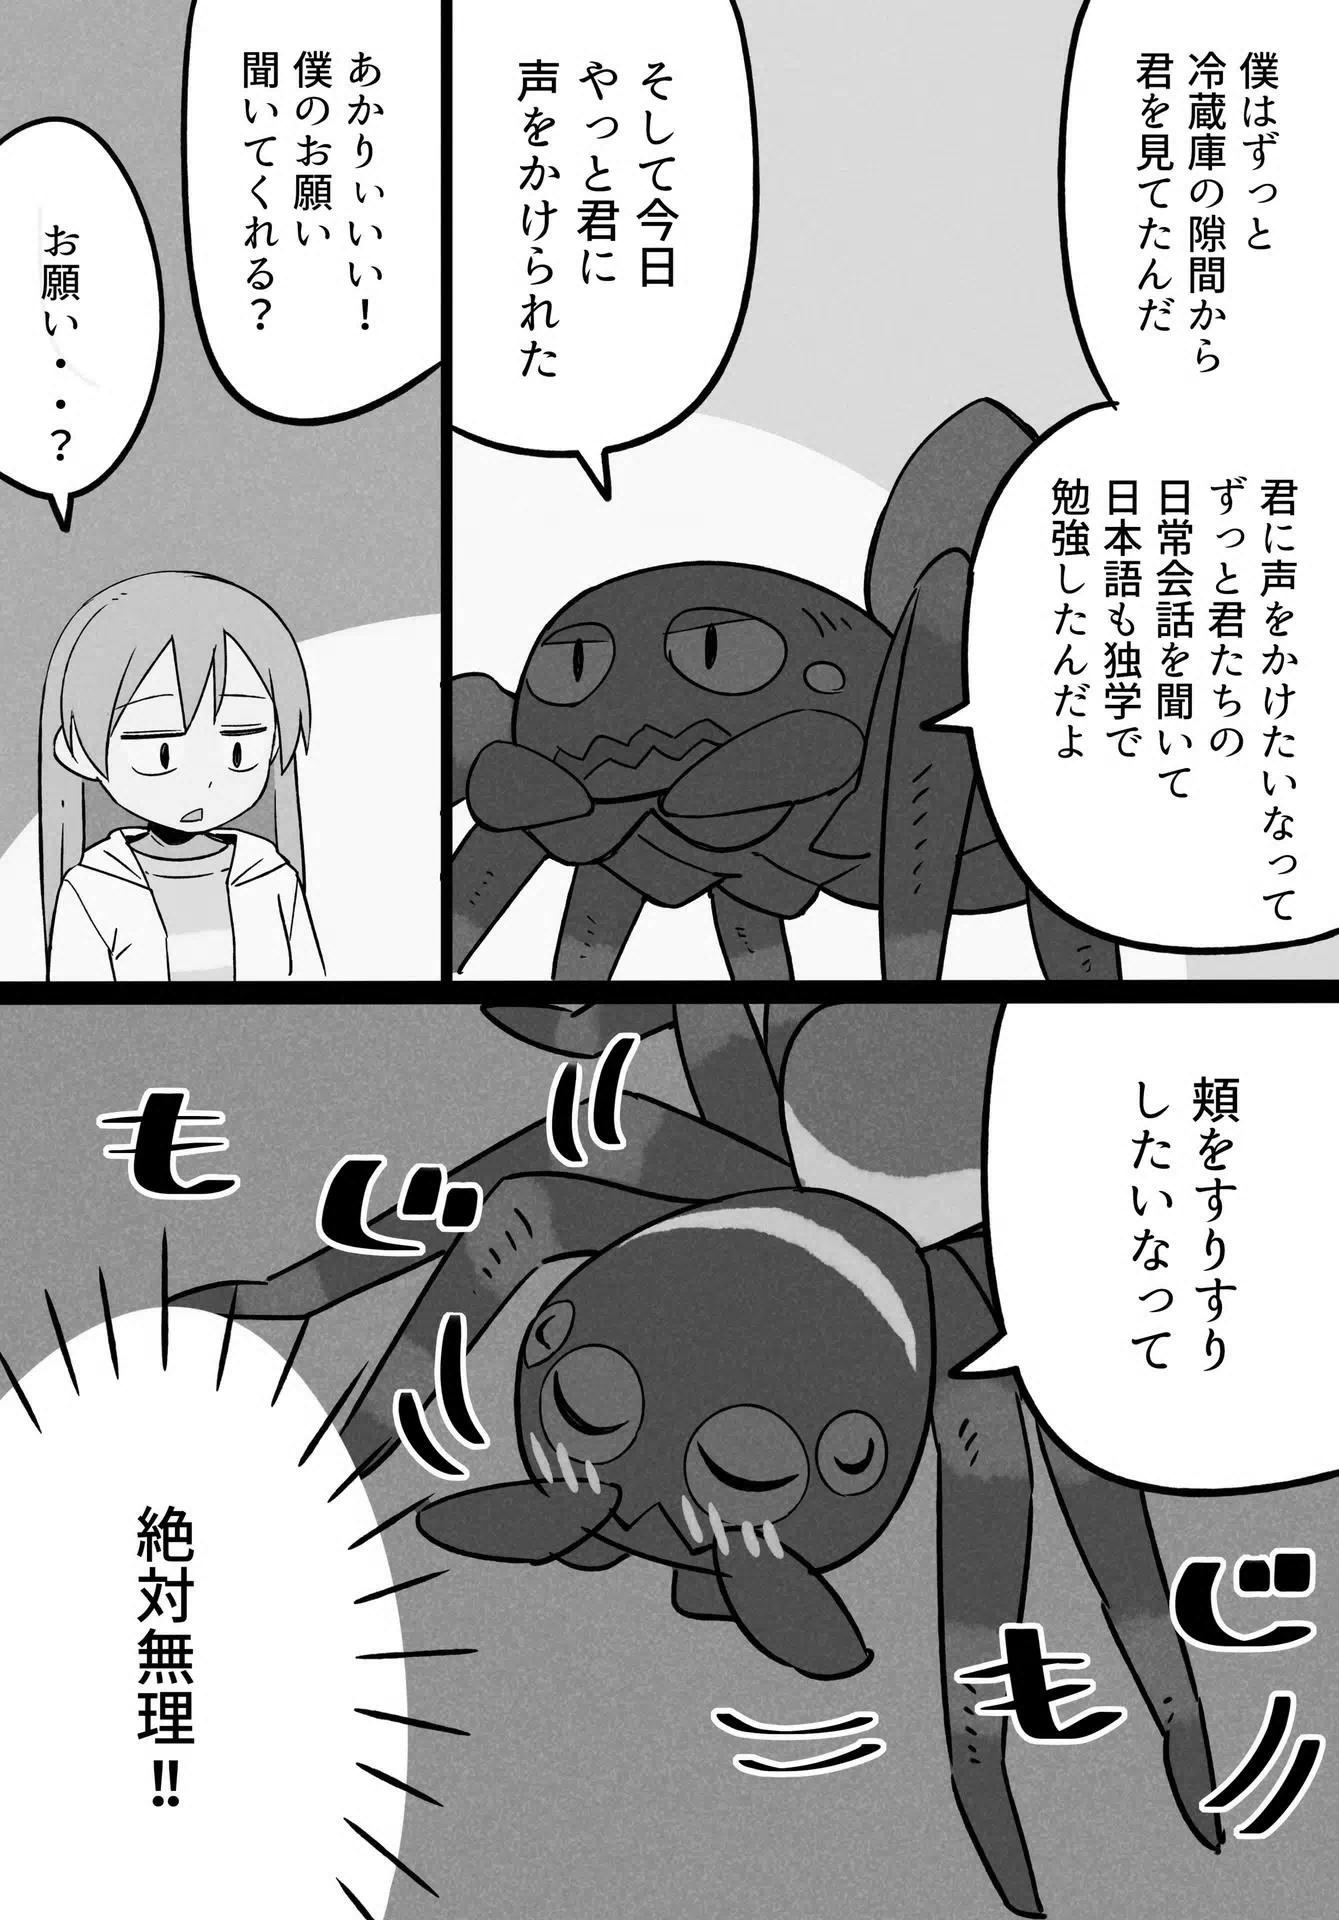 僕はずっと
冷蔵庫の隙間から
君を見てたんだ
君に声をかけたいなって
ずっと君たちの
日常会話を聞いて
日本語も独学で
勉強したんだよ
そして今日
やっと君に
声をかけられた
あかりぃいい！
僕のお願い
聞いてくれる？
お願い・・？
頬をすりすり
したいなって
もじ
もじ
絶対無理‼